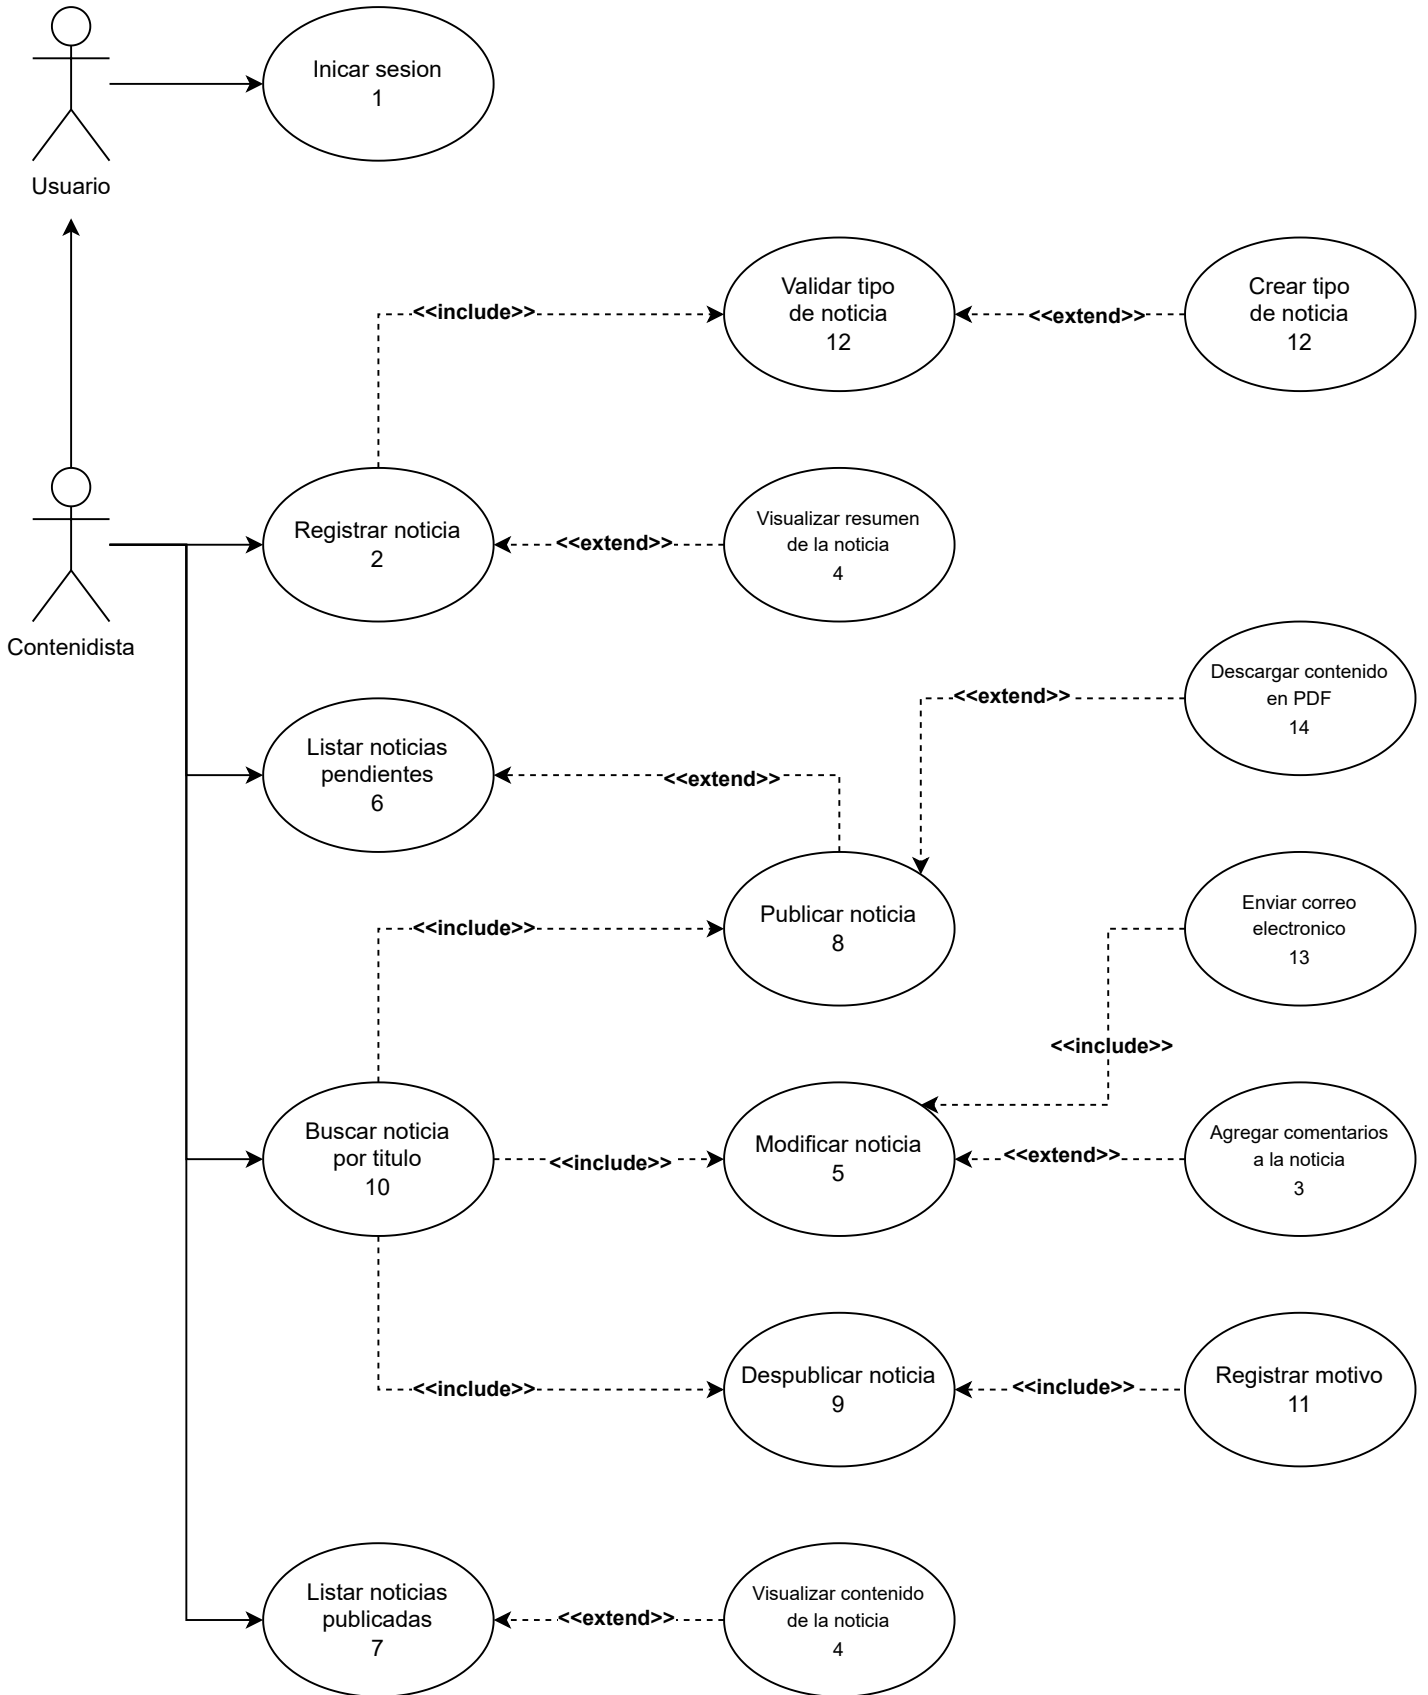 Inicar sesion
1
Usuario
Validar tipo
de noticia
12
Crear tipo
de noticia
12
<<include>>
<<extend>>
Registrar noticia
2
<<extend>>
Visualizar resumen
de la noticia
4
Contenidista
Descargar contenido
en PDF
14
<<extend>>
Listar noticias
pendientes
6
<<extend>>
Publicar noticia
8
<<include>>
Enviar correo
electronico
13
<<include>>
Buscar noticia
por titulo
10
<<include>>
Modificar noticia
5
<<extend>>
Agregar comentarios
a la noticia
3
<<include>>
Despublicar noticia
9
<<include>>
Registrar motivo
11
Listar noticias
publicadas
7
<<extend>>
Visualizar contenido
de la noticia
4